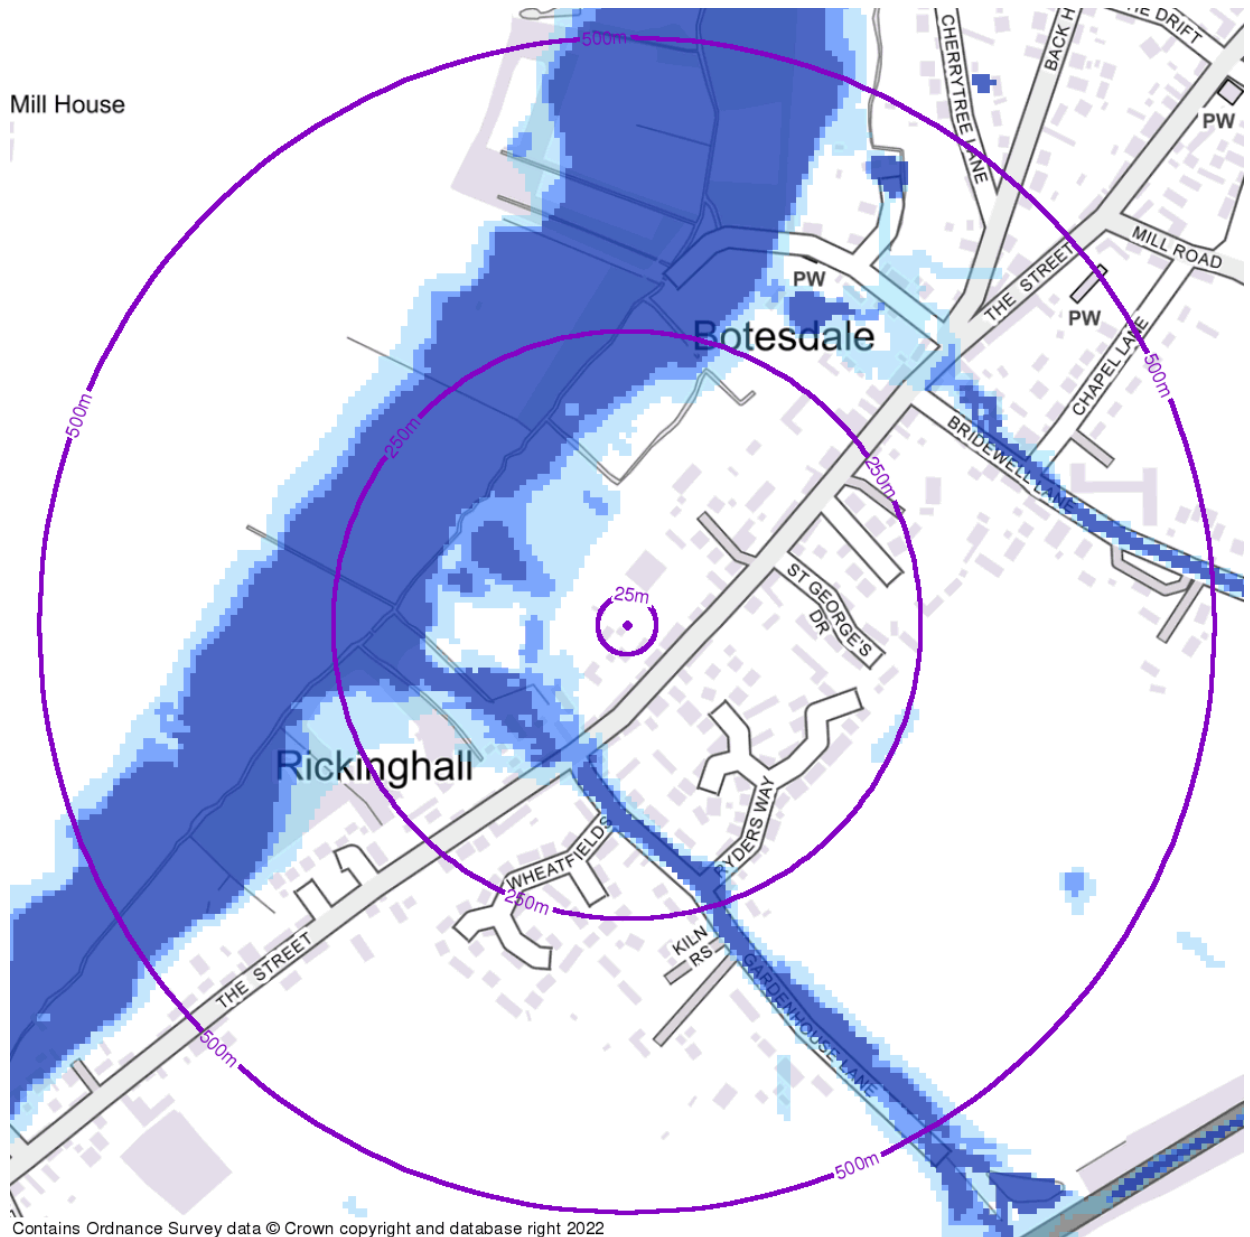 500m
THE DRIFT
CHERRYTREE LANE
BACK H
Mill House
PW
MILL ROAD
PW
THE STREET
PW
Botesdale
CHAPEL LANE
500m
500m
250m
250m
BRIDEWELL LANE
ST GEORGE'S
DR
25m
Rickinghall
RYDERS WAY
WHEATFIELDS
250m
KILN
RS
GARDENHOUSE LANE
THE STREET
500m
500m
Contains Ordnance Survey data © Crown copyright and database right 2022